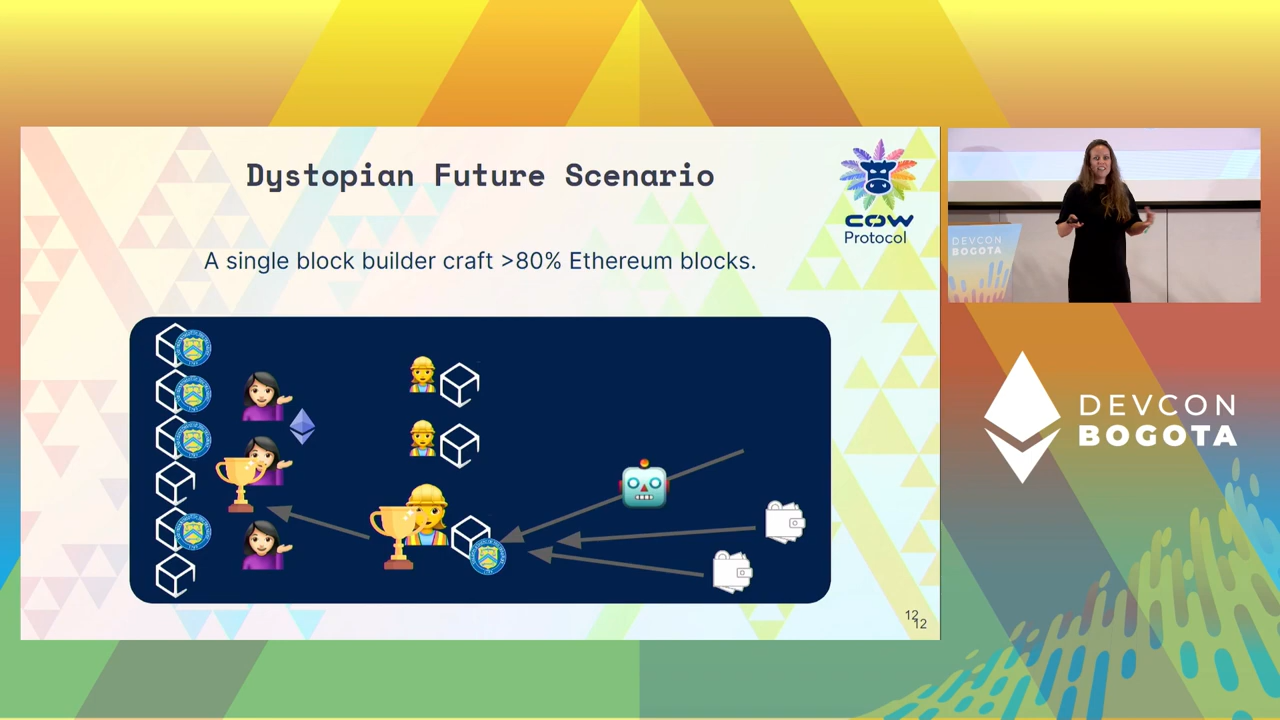 Dystopian Future Scenario
COW
Protocol
A single block builder craft >80% Ethereum blocks.
12
12
DEVCON
BOGOTA
DEVCON
BOGOTA